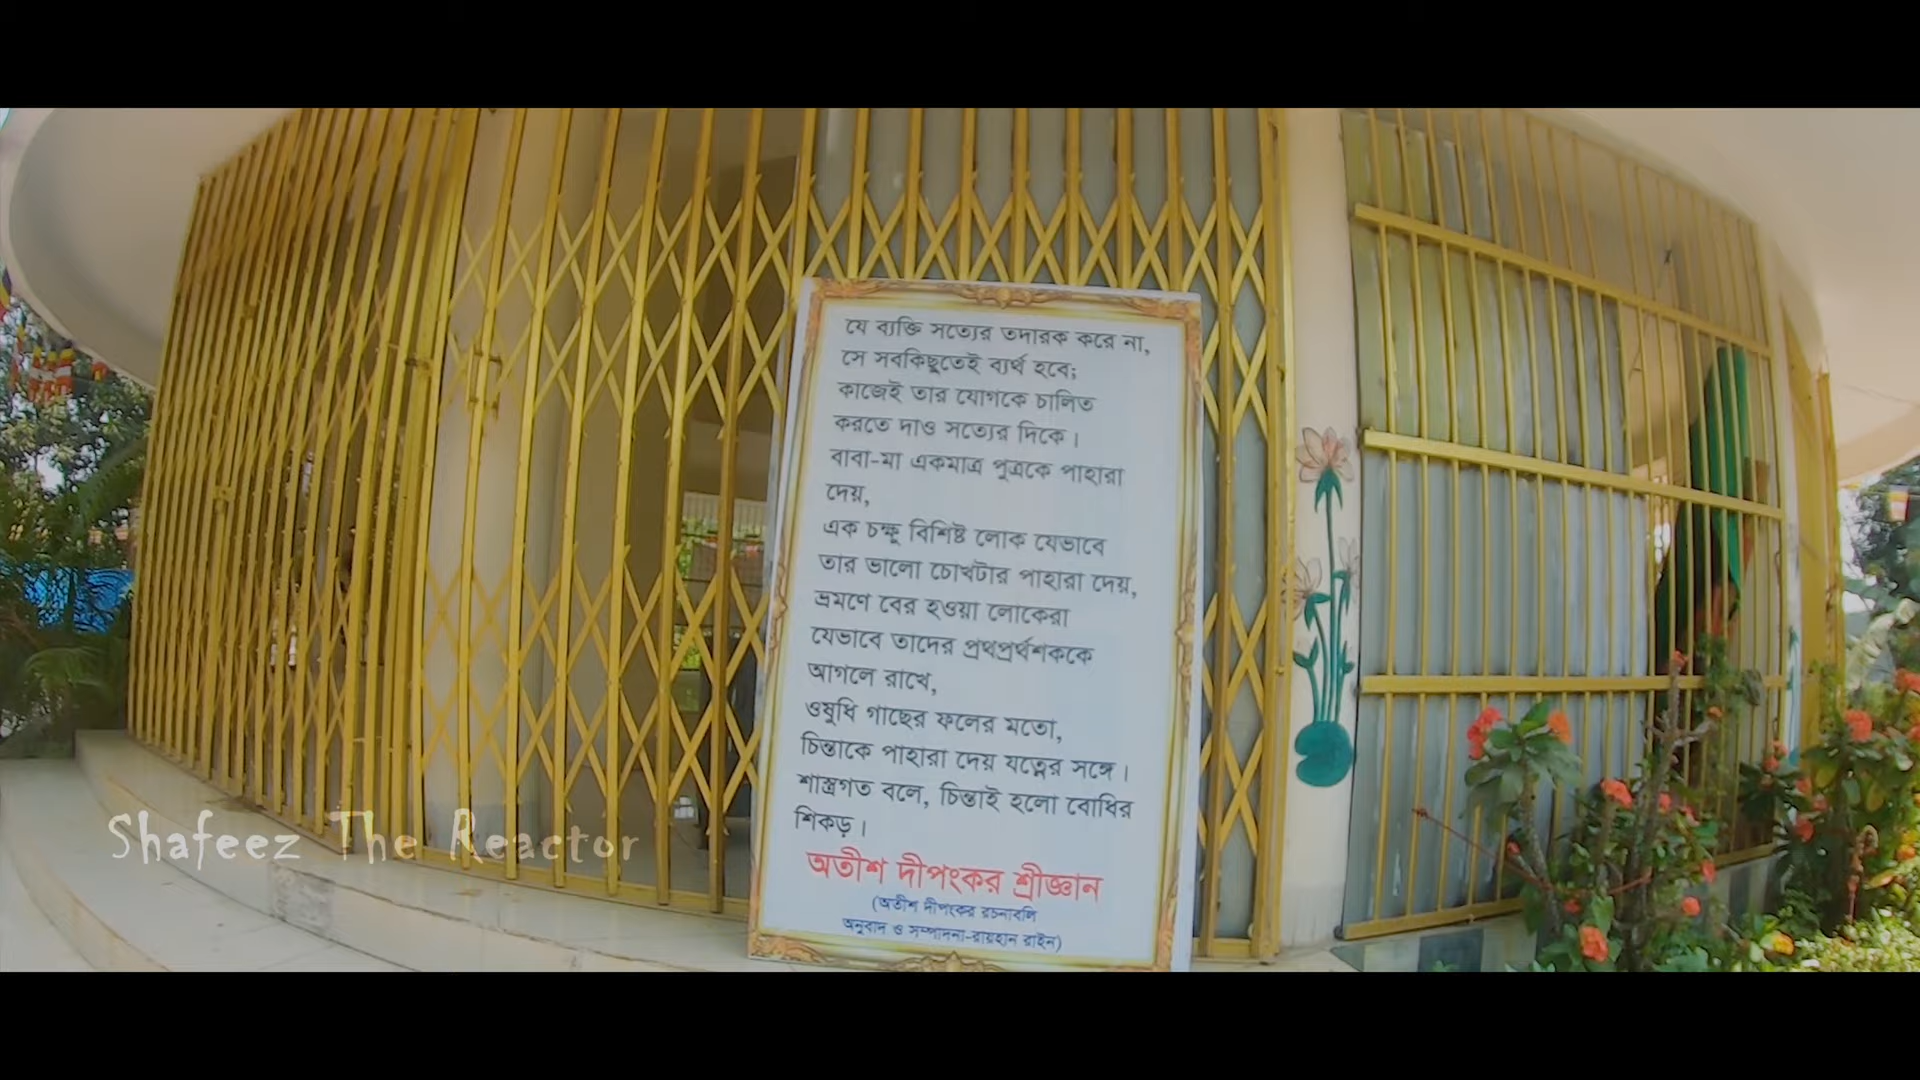 যে ব্যক্তি সত্যের তদারক করে না,
সে সবকিছুতেই ব্যর্থ হবে;
কাজেই তার যোগকে চালিত
করতে দাও সত্যের দিকে।
বাবা-মা একমাত্র পুত্রকে পাহারা
দেয়,
এক চক্ষু বিশিষ্ট লোক যেভাবে
তার ভালো চোখটার পাহারা দেয়,
ভ্রমণে বের হওয়া লোকেরা
যেভাবে তাদের প্রথপ্রর্থশককে
আগলে রাখে,
ওষুধি গাছের ফলের মতো,
চিন্তাকে পাহারা দেয় যত্নের সঙ্গে।
শাস্ত্রগত বলে, চিন্তাই হলো বোধির
শিকড়।
অতীশ দীপংকর শ্রীজ্ঞান
(অতীশ দীপংকর রচনাবলি
অনুবাদ ও সম্পাদনা-রায়হান রাইন)
Shafeez The Reactor